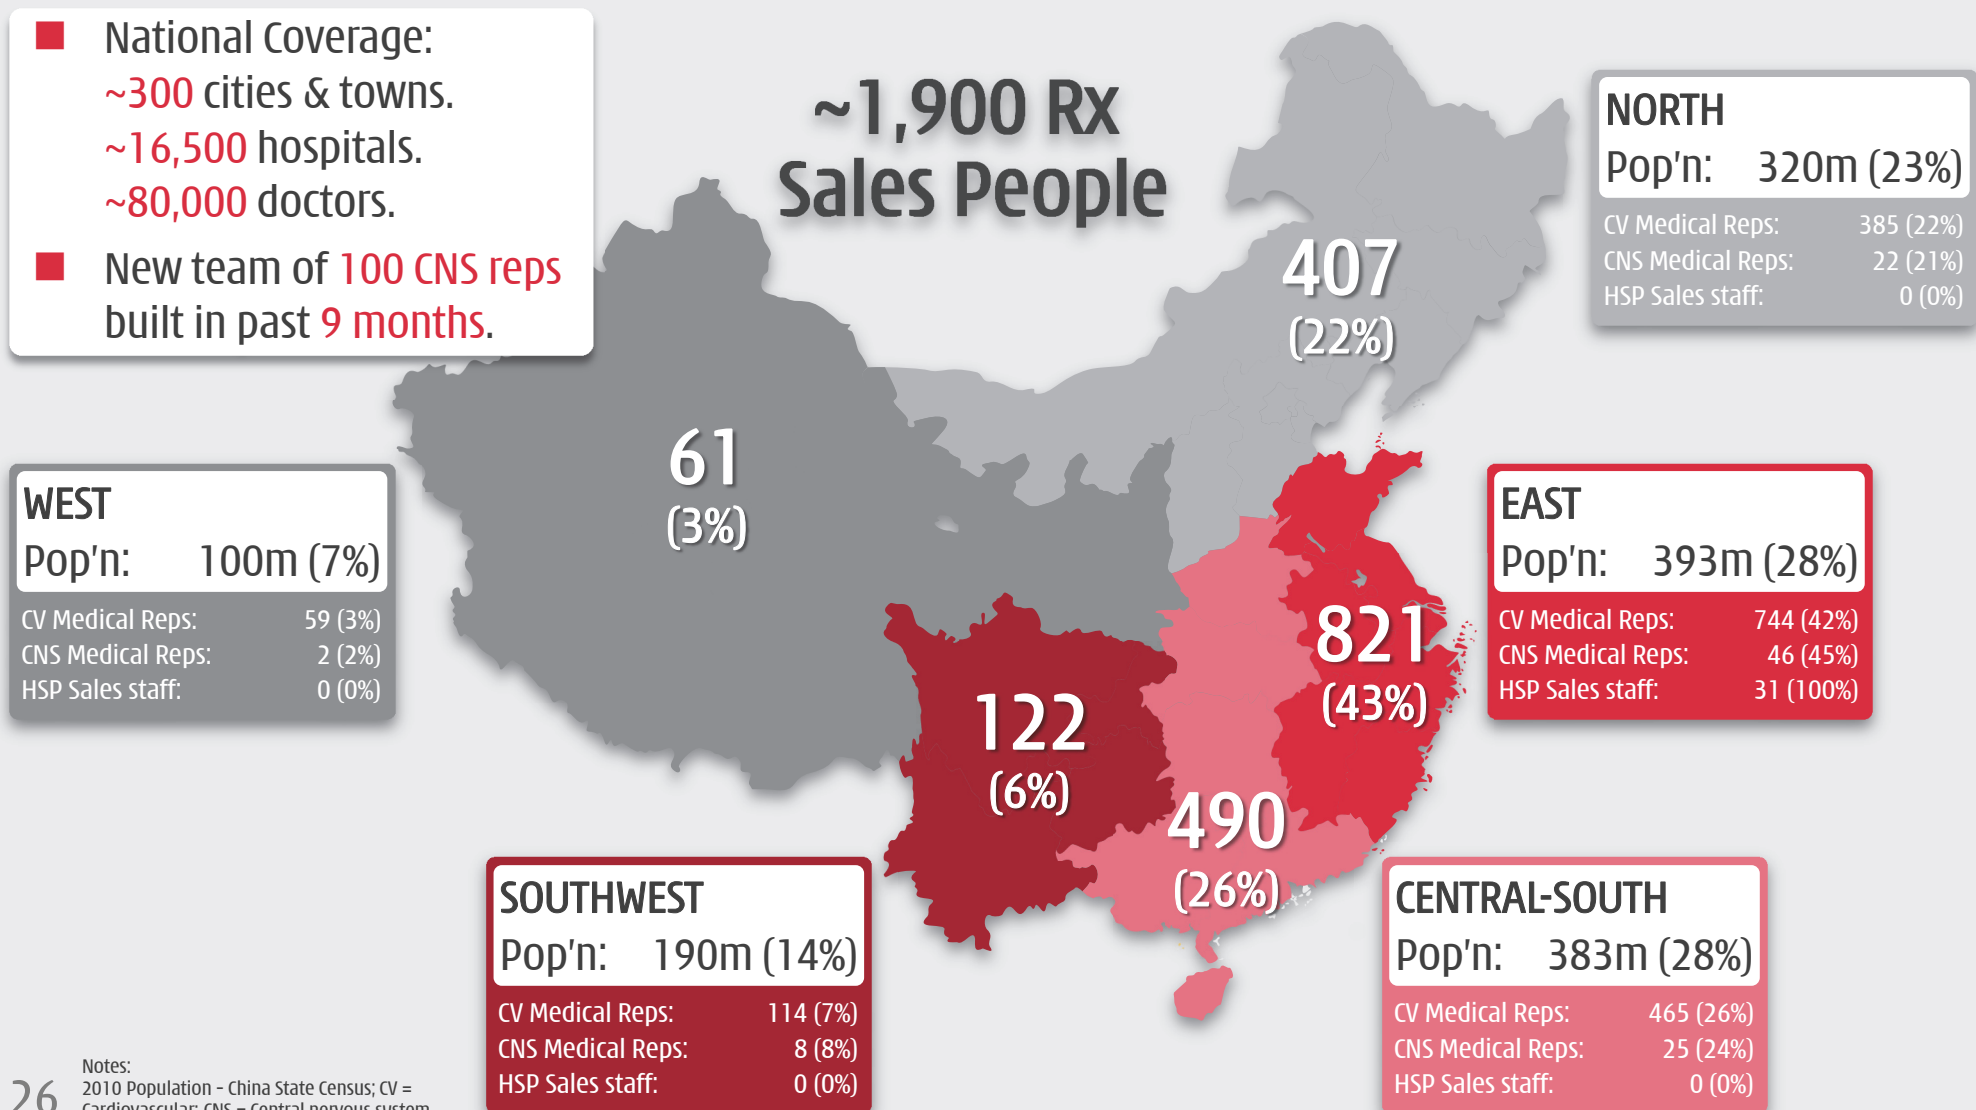 National Coverage:
~300 cities & towns.
~16,500 hospitals.
~80,000 doctors.
New team of 100 CNS reps
built in past 9 months.
~1,900 Rx
Sales People
NORTH
Pop'n: 320m (23%)
CV Medical Reps: 385 (22%)
CNS Medical Reps: 22 (21%)
HSP Sales staff: 0 (0%)
407
(22%)
61
(3%)
WEST
Pop'n: 100m (7%)
CV Medical Reps: 59 (3%)
CNS Medical Reps: 2 (2%)
HSP Sales staff: 0 (0%)
EAST
Pop'n: 393m (28%)
CV Medical Reps: 744 (42%)
CNS Medical Reps: 46 (45%)
HSP Sales staff: 31 (100%)
821
(43%)
122
(6%)
490
(26%)
SOUTHWEST
Pop'n: 190m (14%)
CV Medical Reps: 114 (7%)
CNS Medical Reps: 8 (8%)
HSP Sales staff: 0 (0%)
CENTRAL-SOUTH
Pop'n: 383m (28%)
CV Medical Reps: 465 (26%)
CNS Medical Reps: 25 (24%)
HSP Sales staff: 0 (0%)
26
Notes:
2010 Population - China State Census; CV =
Cardiovascular; CNS = Central nervous system